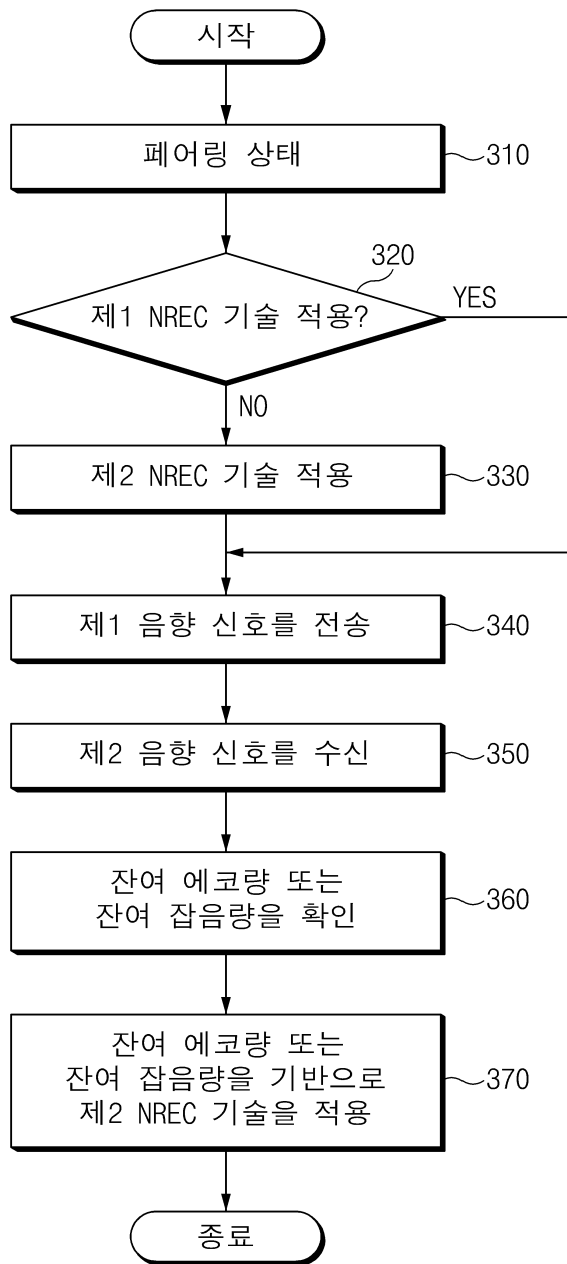 시작
페어링 상태
310
320
제1 NREC 기술 적용?
YES
NO
제2 NREC 기술 적용
330
제1 음향 신호를 전송
340
제2 음향 신호를 수신
350
잔여 에코량 또는
잔여 잡음량을 확인
360
잔여 에코량 또는
잔여 잡음량을 기반으로
제2 NREC 기술을 적용
370
종료